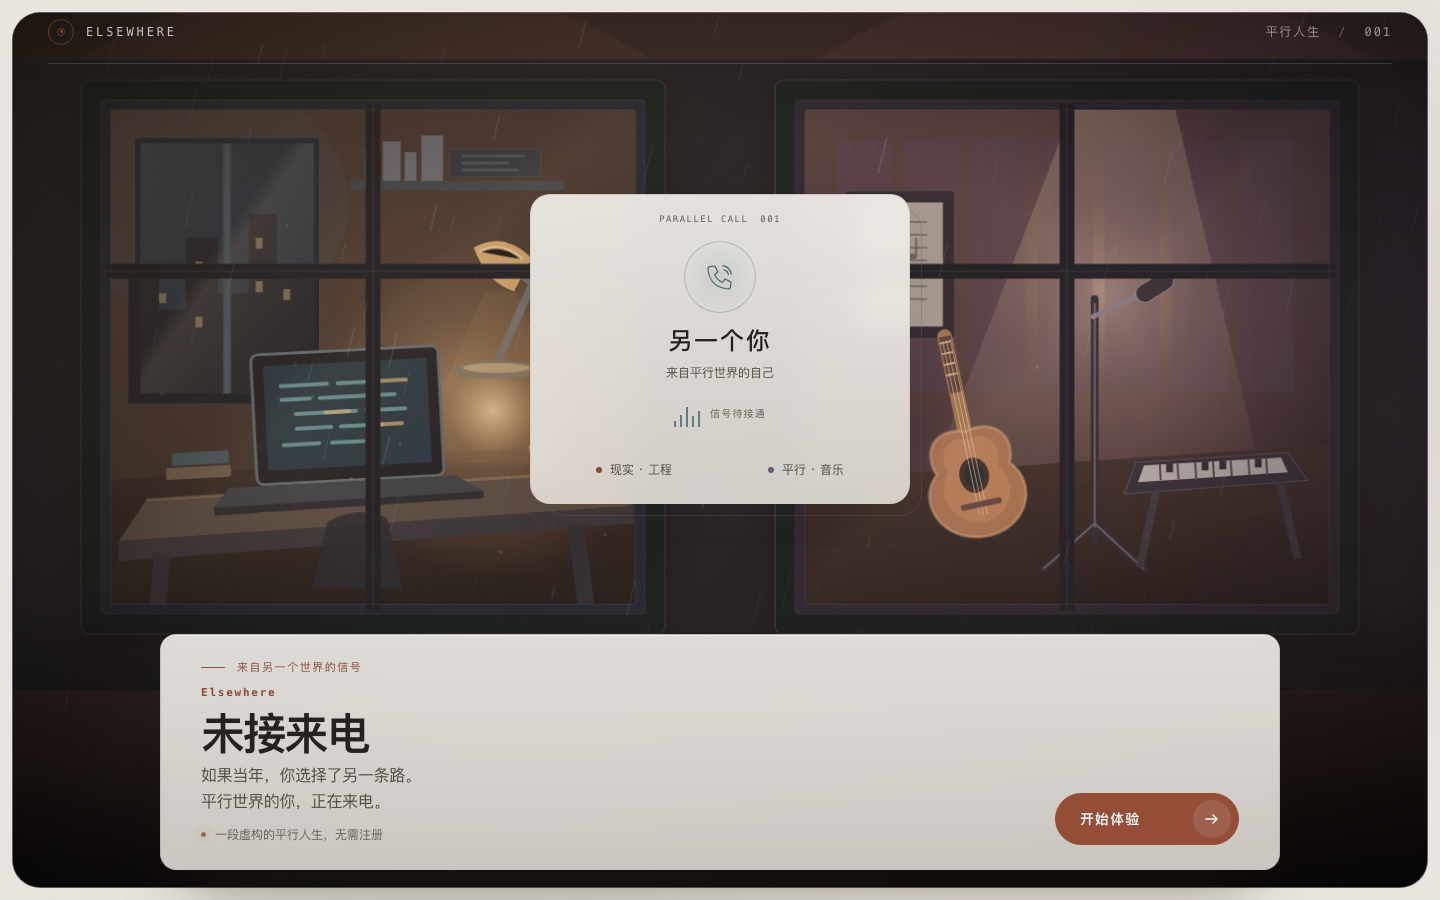 ELSEWHERE
平行人生 / 001
PARALLEL CALL 001
另一个你
来自平行世界的自己
信号待接通
现实 · 工程
平行 · 音乐
来自另一个世界的信号
Elsewhere
未接来电
如果当年，你选择了另一条路。
平行世界的你，正在来电。
一段虚构的平行人生，无需注册
开始体验